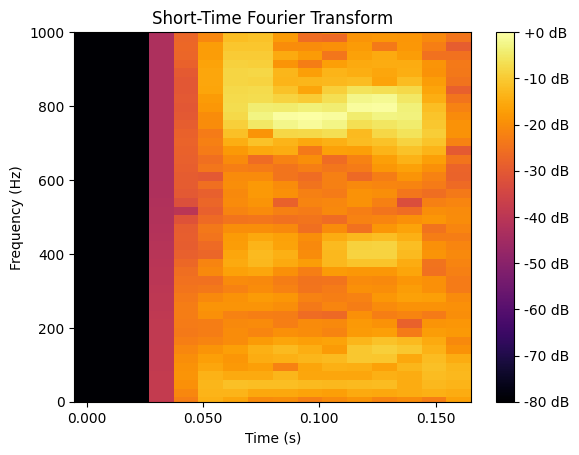 Short-Time Fourier Transform
1000
800
600
400
200
0
Frequency (Hz)
0.000
0.050
0.100
0.150
Time (s)
+0 dB
-10 dB
-20 dB
-30 dB
-40 dB
-50 dB
-60 dB
-70 dB
-80 dB